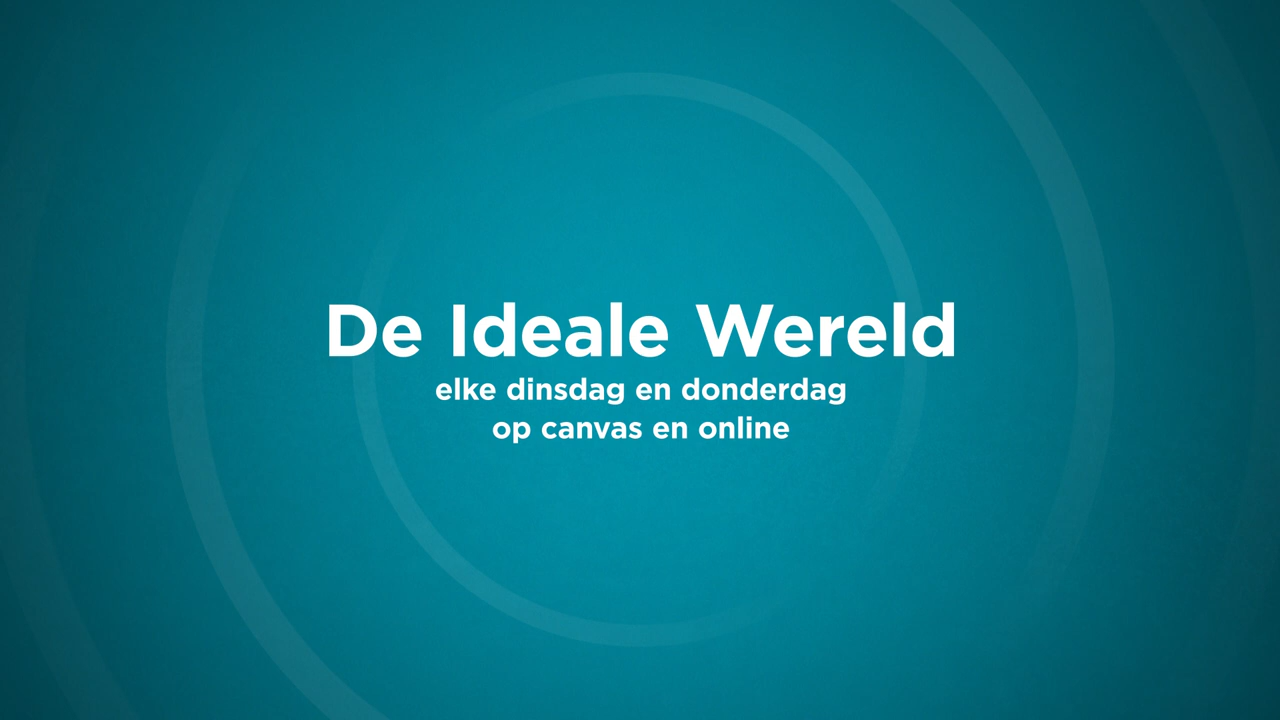 De Ideale Wereld
elke dinsdag en donderdag
op canvas en online